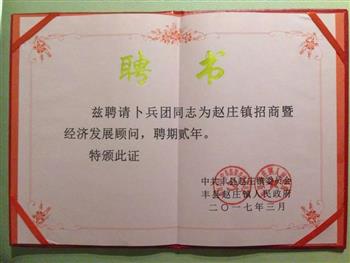 聘书
兹聘请卜兵团同志为赵庄镇招商暨
经济发展顾问，聘期贰年。
特颁此证
中共丰县赵庄镇委员会
丰县赵庄镇人民政府
二〇一七年三月